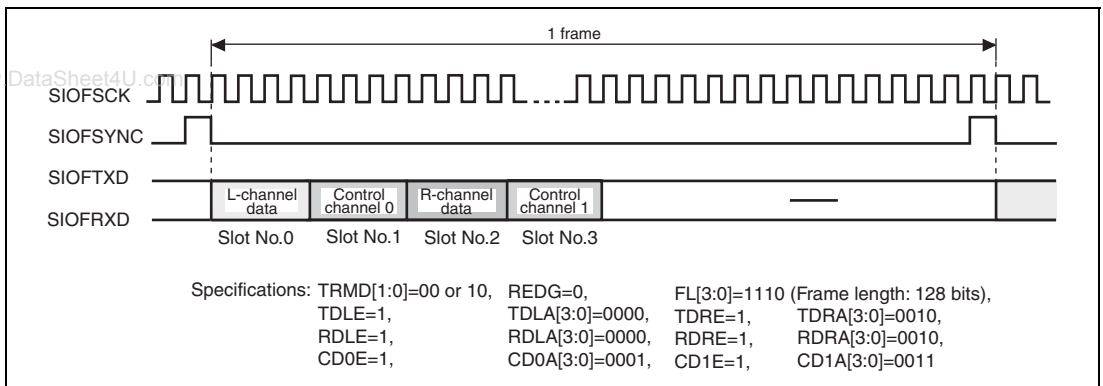 1 frame
.DataSheet4U.com
SIOFSCK
SIOFSYNC
SIOFTXD
SIOFRXD
L-channel data
Control channel 0
R-channel data
Control channel 1
Slot No.0 Slot No.1 Slot No.2 Slot No.3
Specifications: TRMD[1:0]=00 or 10, REDG=0, FL[3:0]=1110 (Frame length: 128 bits),
TDLE=1, TDLA[3:0]=0000, TDRE=1, TDRA[3:0]=0010,
RDLE=1, RDLA[3:0]=0000, RDRE=1, RDRA[3:0]=0010,
CD0E=1, CD0A[3:0]=0001, CD1E=1, CD1A[3:0]=0011